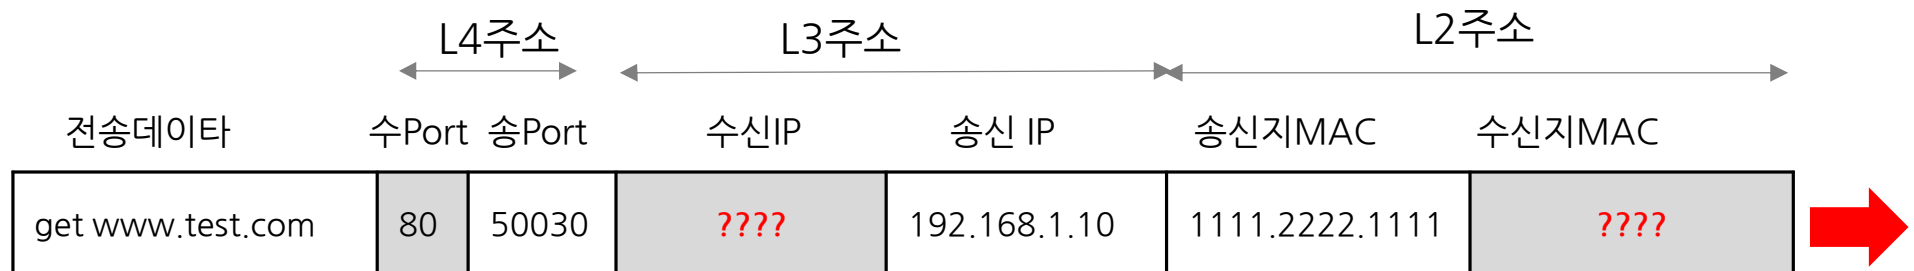 L4주소 L3주소 L2주소
전송데이타 수Port 송Port 수신IP 송신 IP 송신지MAC 수신지MAC
get www.test.com 80 50030 ???? 192.168.1.10 1111.2222.1111 ????